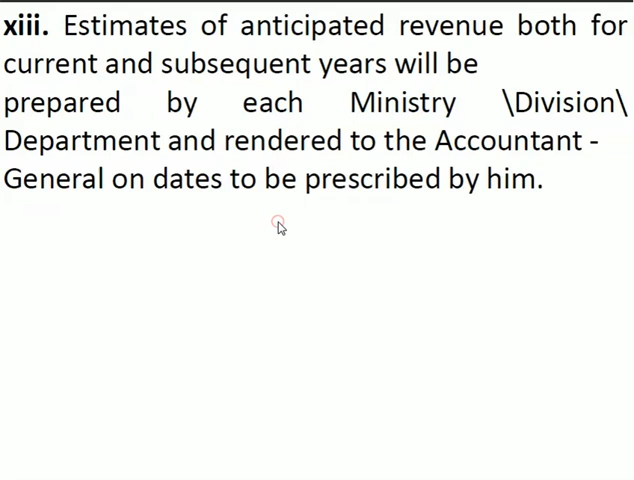 xiii. Estimates of anticipated revenue both for
current and subsequent years will be
prepared by each Ministry \Division\
Department and rendered to the Accountant -
General on dates to be prescribed by him.